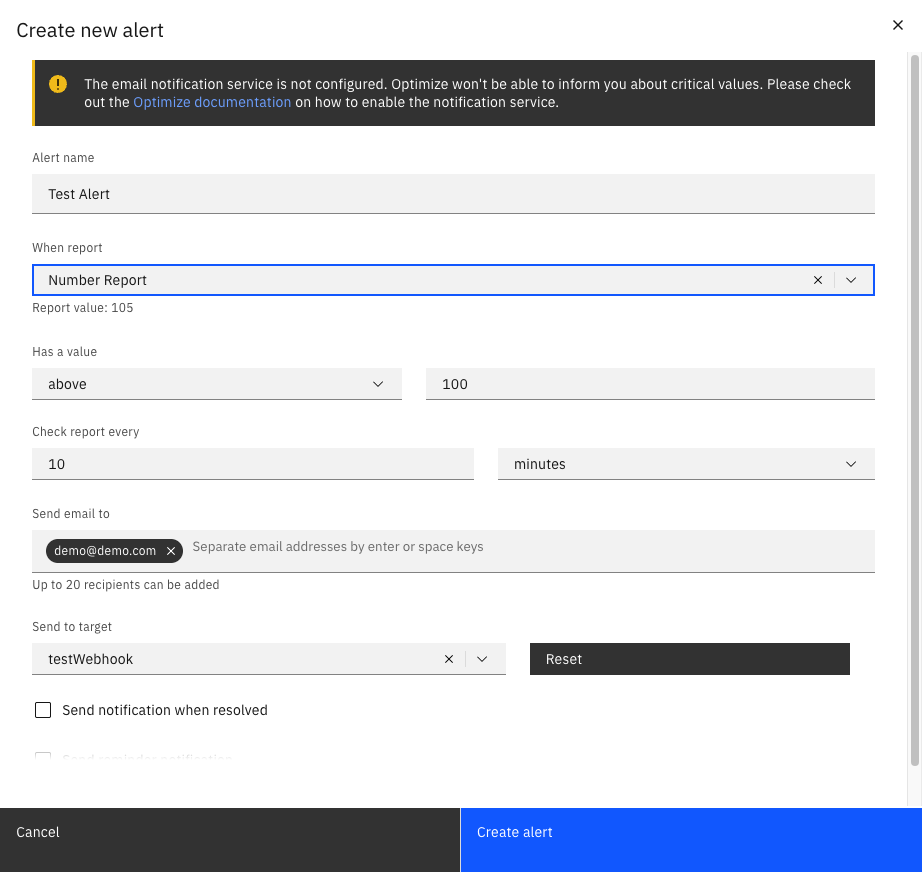 Create new alert
The email notification service is not configured. Optimize won't be able to inform you about critical values. Please check
out the Optimize documentation on how to enable the notification service.
Alert name
Test Alert
When report
Number Report
Report value: 105
Has a value
above
100
Check report every
10
minutes
Send email to
demo@demo.com
Separate email addresses by enter or space keys
Up to 20 recipients can be added
Send to target
testWebhook
Reset
Send notification when resolved
Send reminder notification
Cancel
Create alert